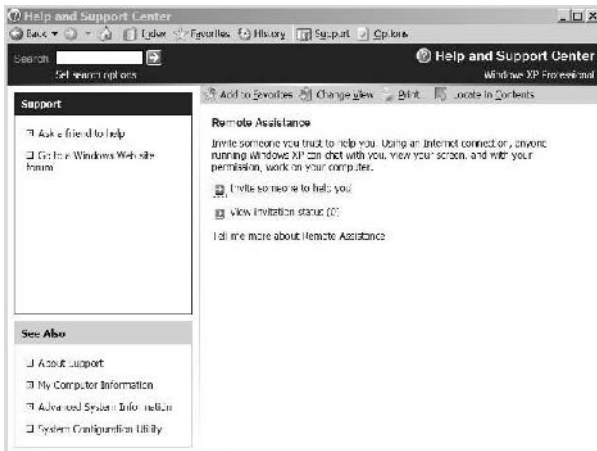 Help and Support Center
Back
Index Favorites History Support Options
Search
Set search options
Help and Support Center
Windows XP Professional
Add to Favorites Change View Print Locate in Contents
Support
Ask a friend to help
Go to a Windows Web site
forum
Remote Assistance
Invite someone you trust to help you. Using an Internet connection, anyone
running Windows XP can chat with you, view your screen, and with your
permission, work on your computer.
Invite someone to help you
View invitation status (0)
Tell me more about Remote Assistance
See Also
About Support
My Computer Information
Advanced System Information
System Configuration Utility